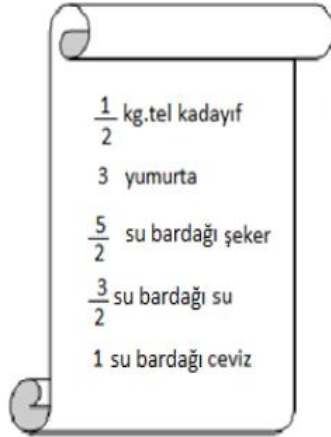 1/2 kg.tel kadayıf
3 yumurta
5/2 su bardağı şeker
3/2 su bardağı su
1 su bardağı ceviz